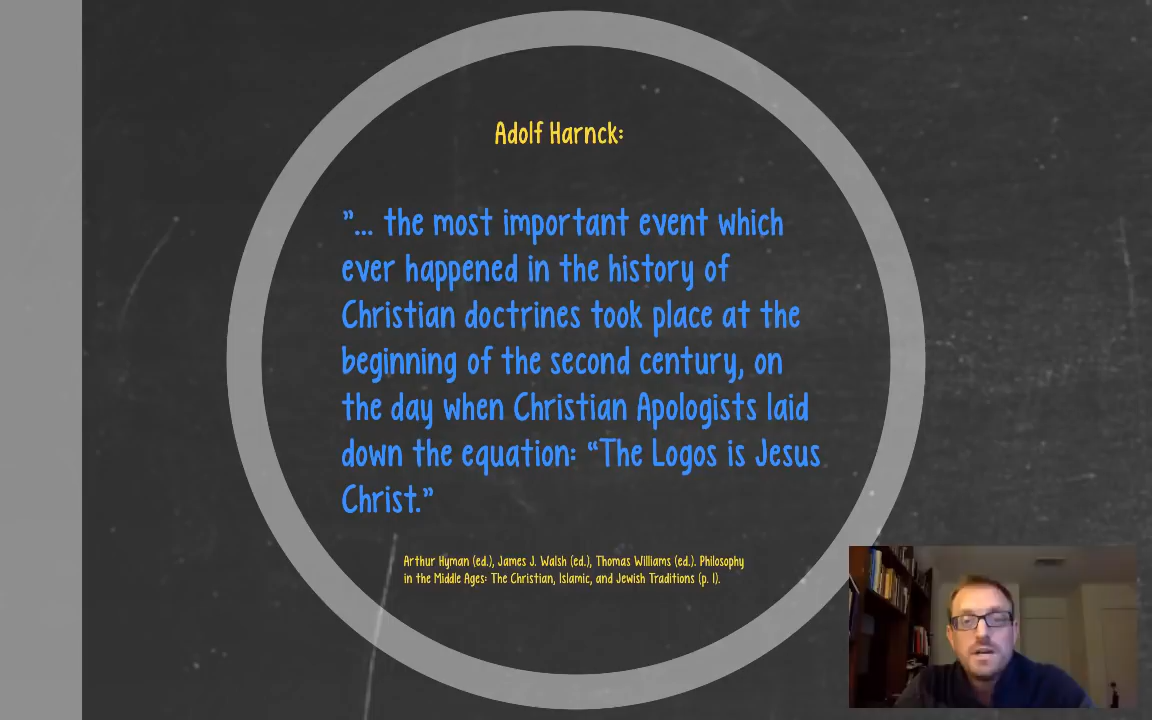 Adolf Harnck:
"... the most important event which
ever happened in the history of
Christian doctrines took place at the
beginning of the second century, on
the day when Christian Apologists laid
down the equation: “The Logos is Jesus
Christ.”
Arthur Hyman (ed.), James J. Walsh (ed.), Thomas Williams (ed.). Philosophy
in the Middle Ages: The Christian, Islamic, and Jewish Traditions (p. 1).